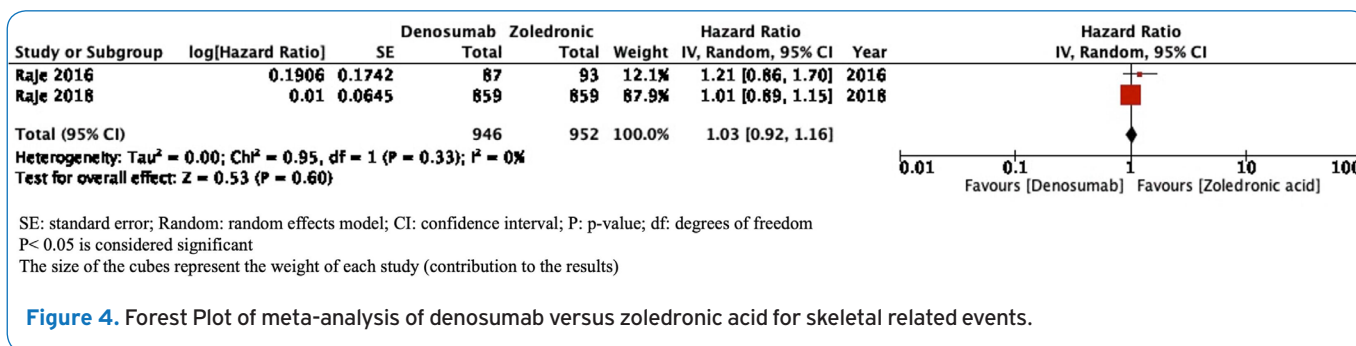 Denosumab Zoledronic Hazard Ratio Hazard Ratio
Study or Subgroup log[Hazard Ratio] SE Total Total Weight IV, Random, 95% CI Year IV, Random, 95% CI
Raje 2016 0.1906 0.1742 87 93 12.1% 1.21 [0.86, 1.70] 2016
Raje 2018 0.01 0.0645 859 859 87.9% 1.01 [0.89, 1.15] 2018
Total (95% CI) 946 952 100.0% 1.03 [0.92, 1.16]
Heterogeneity: Tau² = 0.00; Chi² = 0.95, df = 1 (P = 0.33); I² = 0%
Test for overall effect: Z = 0.53 (P = 0.60)
0.01 0.1 1 10 100
Favours [Denosumab] Favours [Zoledronic acid]
SE: standard error; Random: random effects model; CI: confidence interval; P: p-value; df: degrees of freedom
P< 0.05 is considered significant
The size of the cubes represent the weight of each study (contribution to the results)
Figure 4. Forest Plot of meta-analysis of denosumab versus zoledronic acid for skeletal related events.